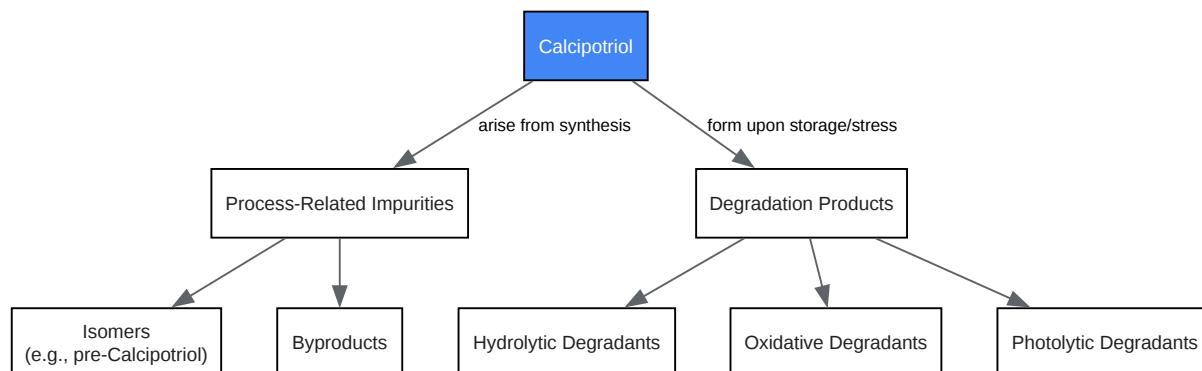 Calcipotriol
arise from synthesis
form upon storage/stress
Process-Related Impurities
Degradation Products
Isomers
(e.g., pre-Calcipotriol)
Byproducts
Hydrolytic Degradants
Oxidative Degradants
Photolytic Degradants